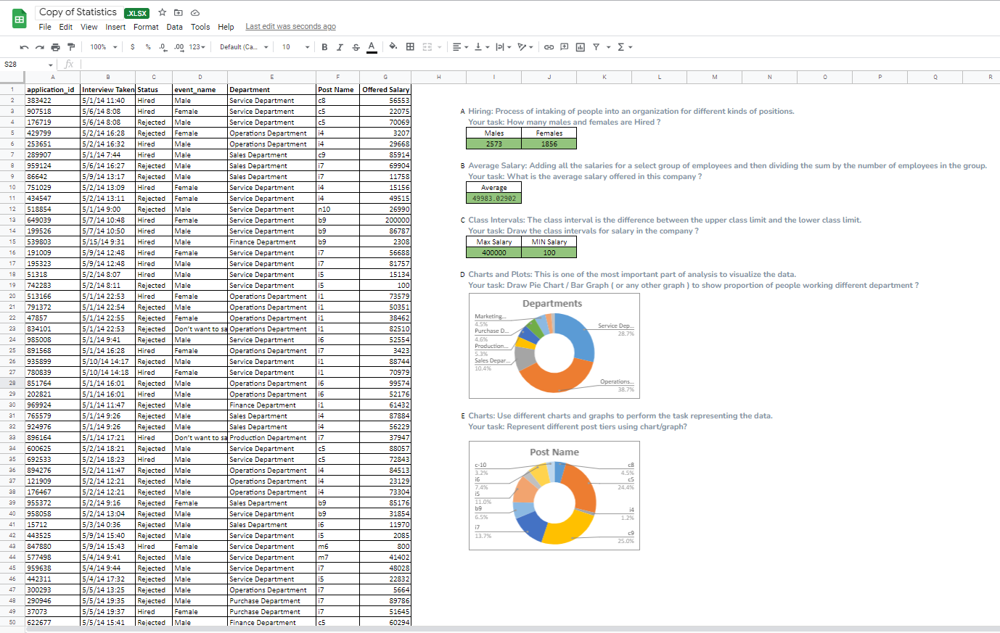 Copy of Statistics .XLSX
File Edit View Insert Format Data Tools Help Last edit was seconds ago
100% $ % .0 .00 123 Default (Ca... 10 B I S A
S28 fx
A B C D E F G H I J K L M N O P Q R
1 application_id Interview Taken Status event_name Department Post Name Offered Salary
2 383422 5/1/14 11:40 Hired Male Service Department c8 56553
3 907518 5/6/14 8:08 Hired Female Service Department c5 22075
4 176719 5/6/14 8:08 Rejected Male Service Department c5 70069
5 429799 5/2/14 16:28 Rejected Female Operations Department i4 3207
6 253651 5/2/14 16:32 Hired Male Operations Department i4 29668
7 289907 5/1/14 7:44 Hired Male Sales Department c9 85914
8 959124 5/6/14 16:27 Rejected Male Sales Department i7 69904
9 86642 5/9/14 13:17 Rejected Male Sales Department i7 11758
10 751029 5/2/14 13:09 Hired Female Service Department i4 15156
11 434547 5/2/14 13:11 Rejected Female Service Department i4 49515
12 518854 5/1/14 9:00 Rejected Male Service Department n10 26990
13 649039 5/7/14 10:48 Hired Female Service Department b9 200000
14 199526 5/7/14 10:50 Hired Male Service Department b9 86787
15 539803 5/15/14 9:31 Hired Male Finance Department b9 2308
16 191009 5/9/14 12:48 Hired Female Service Department i7 56688
17 195323 5/9/14 12:48 Hired Male Service Department i7 81757
18 51318 5/2/14 8:07 Hired Male Service Department i5 15134
19 742283 5/2/14 8:11 Rejected Male Service Department i5 100
20 513166 5/1/14 22:53 Hired Female Operations Department i1 73579
21 791372 5/1/14 22:54 Rejected Male Operations Department i1 50351
22 47857 5/1/14 22:55 Rejected Female Operations Department i1 38462
23 834101 5/1/14 22:53 Rejected Don't want to sa Operations Department i1 82510
24 985008 5/1/14 9:41 Rejected Male Service Department i6 52554
25 891568 5/1/14 16:28 Hired Female Operations Department i7 3423
26 935899 5/10/14 14:17 Rejected Male Service Department i1 88744
27 780839 5/10/14 14:18 Hired Female Service Department i1 70979
28 851764 5/1/14 16:01 Rejected Male Operations Department i6 99574
29 202821 5/1/14 16:01 Hired Male Operations Department i6 52176
30 969924 5/1/14 11:47 Rejected Male Finance Department i1 61432
31 765579 5/1/14 9:26 Rejected Male Sales Department i4 87884
32 924976 5/1/14 9:26 Rejected Male Sales Department i4 56229
33 896164 5/1/14 17:21 Hired Don't want to sa Production Department i7 37947
34 600625 5/2/14 18:21 Rejected Male Service Department c5 88057
35 692533 5/2/14 18:23 Hired Male Service Department c5 72843
36 894276 5/2/14 11:47 Rejected Male Operations Department i4 84513
37 121909 5/2/14 12:21 Rejected Male Operations Department i4 23129
38 176467 5/2/14 12:21 Rejected Male Operations Department i4 73304
39 955372 5/2/14 9:16 Rejected Female Sales Department b9 85176
40 958058 5/2/14 13:04 Rejected Male Service Department b9 31854
41 15712 5/3/14 0:36 Rejected Male Sales Department i6 11970
42 443525 5/9/14 15:40 Rejected Male Service Department i5 2085
43 847880 5/9/14 15:43 Hired Female Service Department m6 800
44 577498 5/4/14 9:41 Rejected Male Service Department m7 41402
45 959638 5/4/14 9:44 Rejected Male Service Department i7 48028
46 442311 5/4/14 17:32 Rejected Male Service Department i5 22832
47 300293 5/5/14 13:25 Rejected Male Operations Department i7 5664
48 290946 5/5/14 19:35 Rejected Male Purchase Department i7 89786
49 37073 5/5/14 19:37 Hired Female Purchase Department i7 51645
50 622677 5/5/14 15:41 Rejected Male Finance Department c5 60294
A Hiring: Process of intaking of people into an organization for different kinds of positions.
Your task: How many males and females are Hired ?
Males Females
2573 1856
B Average Salary: Adding all the salaries for a select group of employees and then dividing the sum by the number of employees in the group.
Your task: What is the average salary offered in this company ?
Average
49983.02902
C Class Intervals: The class interval is the difference between the upper class limit and the lower class limit.
Your task: Draw the class intervals for salary in the company ?
Max Salary MIN Salary
400000 100
D Charts and Plots: This is one of the most important part of analysis to visualize the data.
Your task: Draw Pie Chart / Bar Graph ( or any other graph ) to show proportion of people working different department ?
Departments
Marketing...
4.5%
Purchase D...
4.6%
Production...
5.3%
Sales Depar...
10.4%
Service Dep...
28.7%
Operations...
38.7%
E Charts: Use different charts and graphs to perform the task representing the data.
Your task: Represent different post tiers using chart/graph?
Post Name
c-10
3.2%
i6
7.4%
i5
11.0%
b9
6.5%
i7
13.7%
c8
4.5%
c5
24.4%
i4
1.2%
c9
25.0%